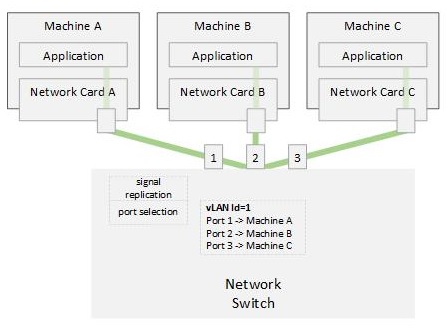 Machine A
Machine B
Machine C
Application
Application
Application
Network Card A
Network Card B
Network Card C
1
2
3
signal
replication
port selection
vLAN Id=1
Port 1 -> Machine A
Port 2 -> Machine B
Port 3 -> Machine C
Network
Switch